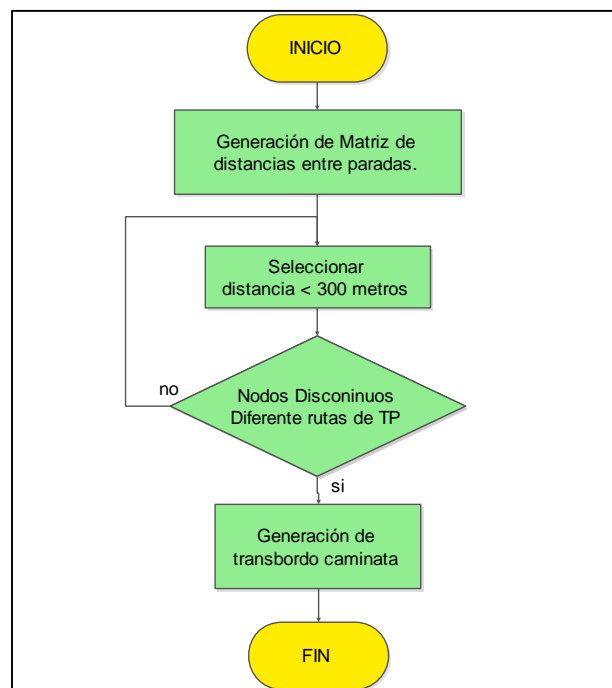 INICIO
Generación de Matriz de
distancias entre paradas.
Seleccionar
distancia < 300 metros
no
Nodos Disconinuos
Diferente rutas de TP
si
Generación de
transbordo caminata
FIN